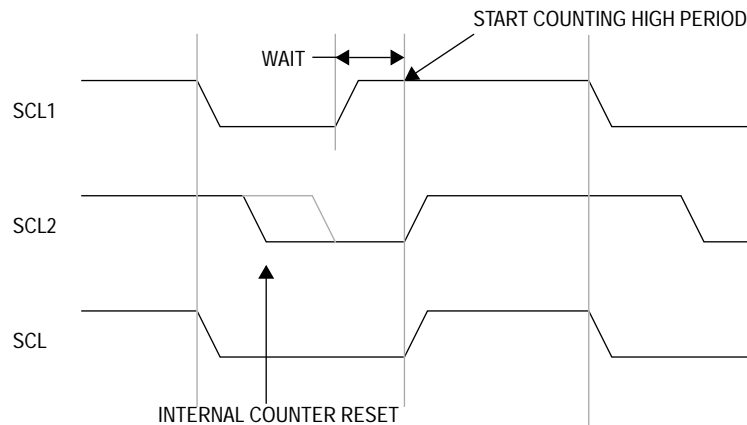 START COUNTING HIGH PERIOD
WAIT
SCL1
SCL2
SCL
INTERNAL COUNTER RESET